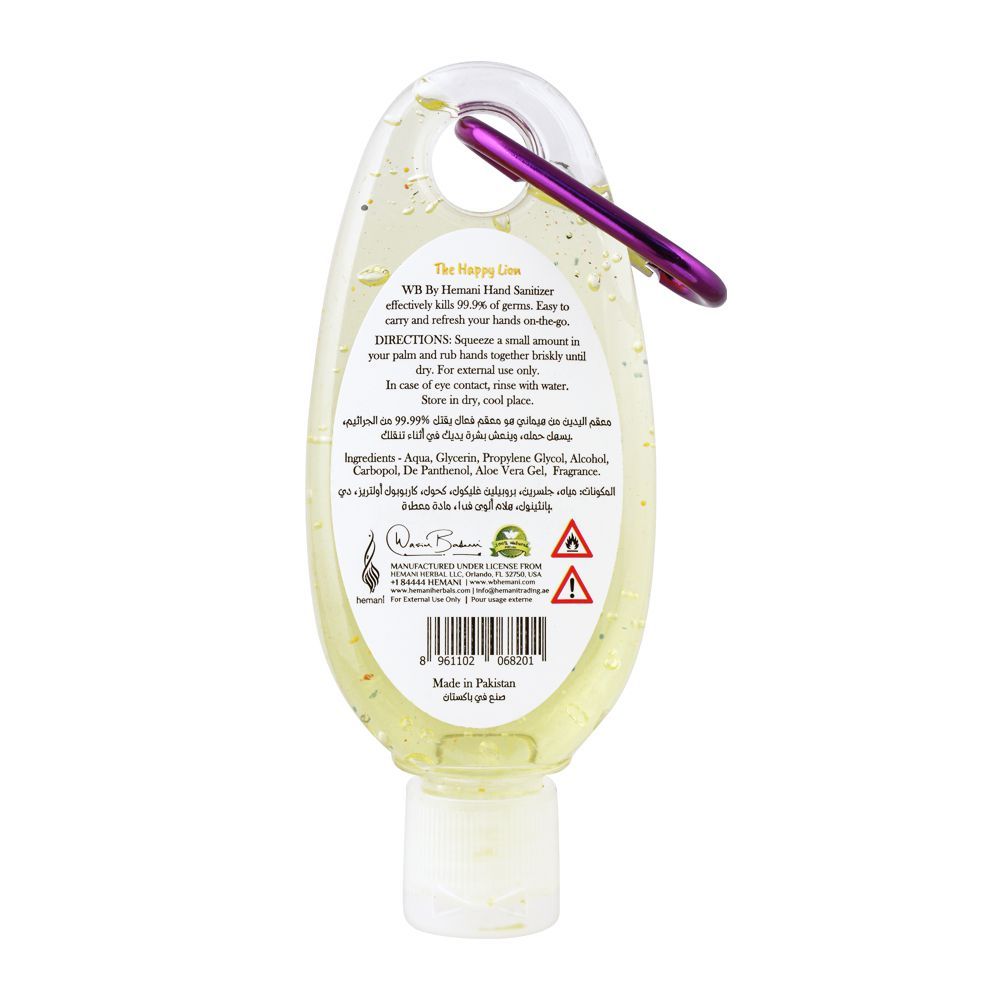 The Happy Lion
WB By Hemani Hand Sanitizer
effectively kills 99.9% of germs. Easy to
carry and refresh your hands on-the-go.
DIRECTIONS: Squeeze a small amount in
your palm and rub hands together briskly until
dry. For external use only.
In case of eye contact, rinse with water.
Store in dry, cool place.
معقم اليدين من هيماني هو معقم فعال يقتل 99.99% من الجراثيم،
يسهل حمله، وينعش بشرة يديك في أثناء تنقلك.
Ingredients - Aqua, Glycerin, Propylene Glycol, Alcohol,
Carbopol, De Panthenol, Aloe Vera Gel, Fragrance.
المكونات: مياه، جلسرين، بروبيلين غليكول، كحول، كاربوبول أولتريز، دي
بانثينول، هلام ألوي فيرا، مادة معطرة.
Wasim Badami
100% natural
hemani
MANUFACTURED UNDER LICENSE FROM
HEMANI HERBAL LLC, Orlando, FL 32750, USA
+1 84444 HEMANI | www.wbhemani.com
www.hemaniherbals.com | info@hemanitrading.ae
For External Use Only | Pour usage externe
8 961102 068201
Made in Pakistan
صنع في باكستان